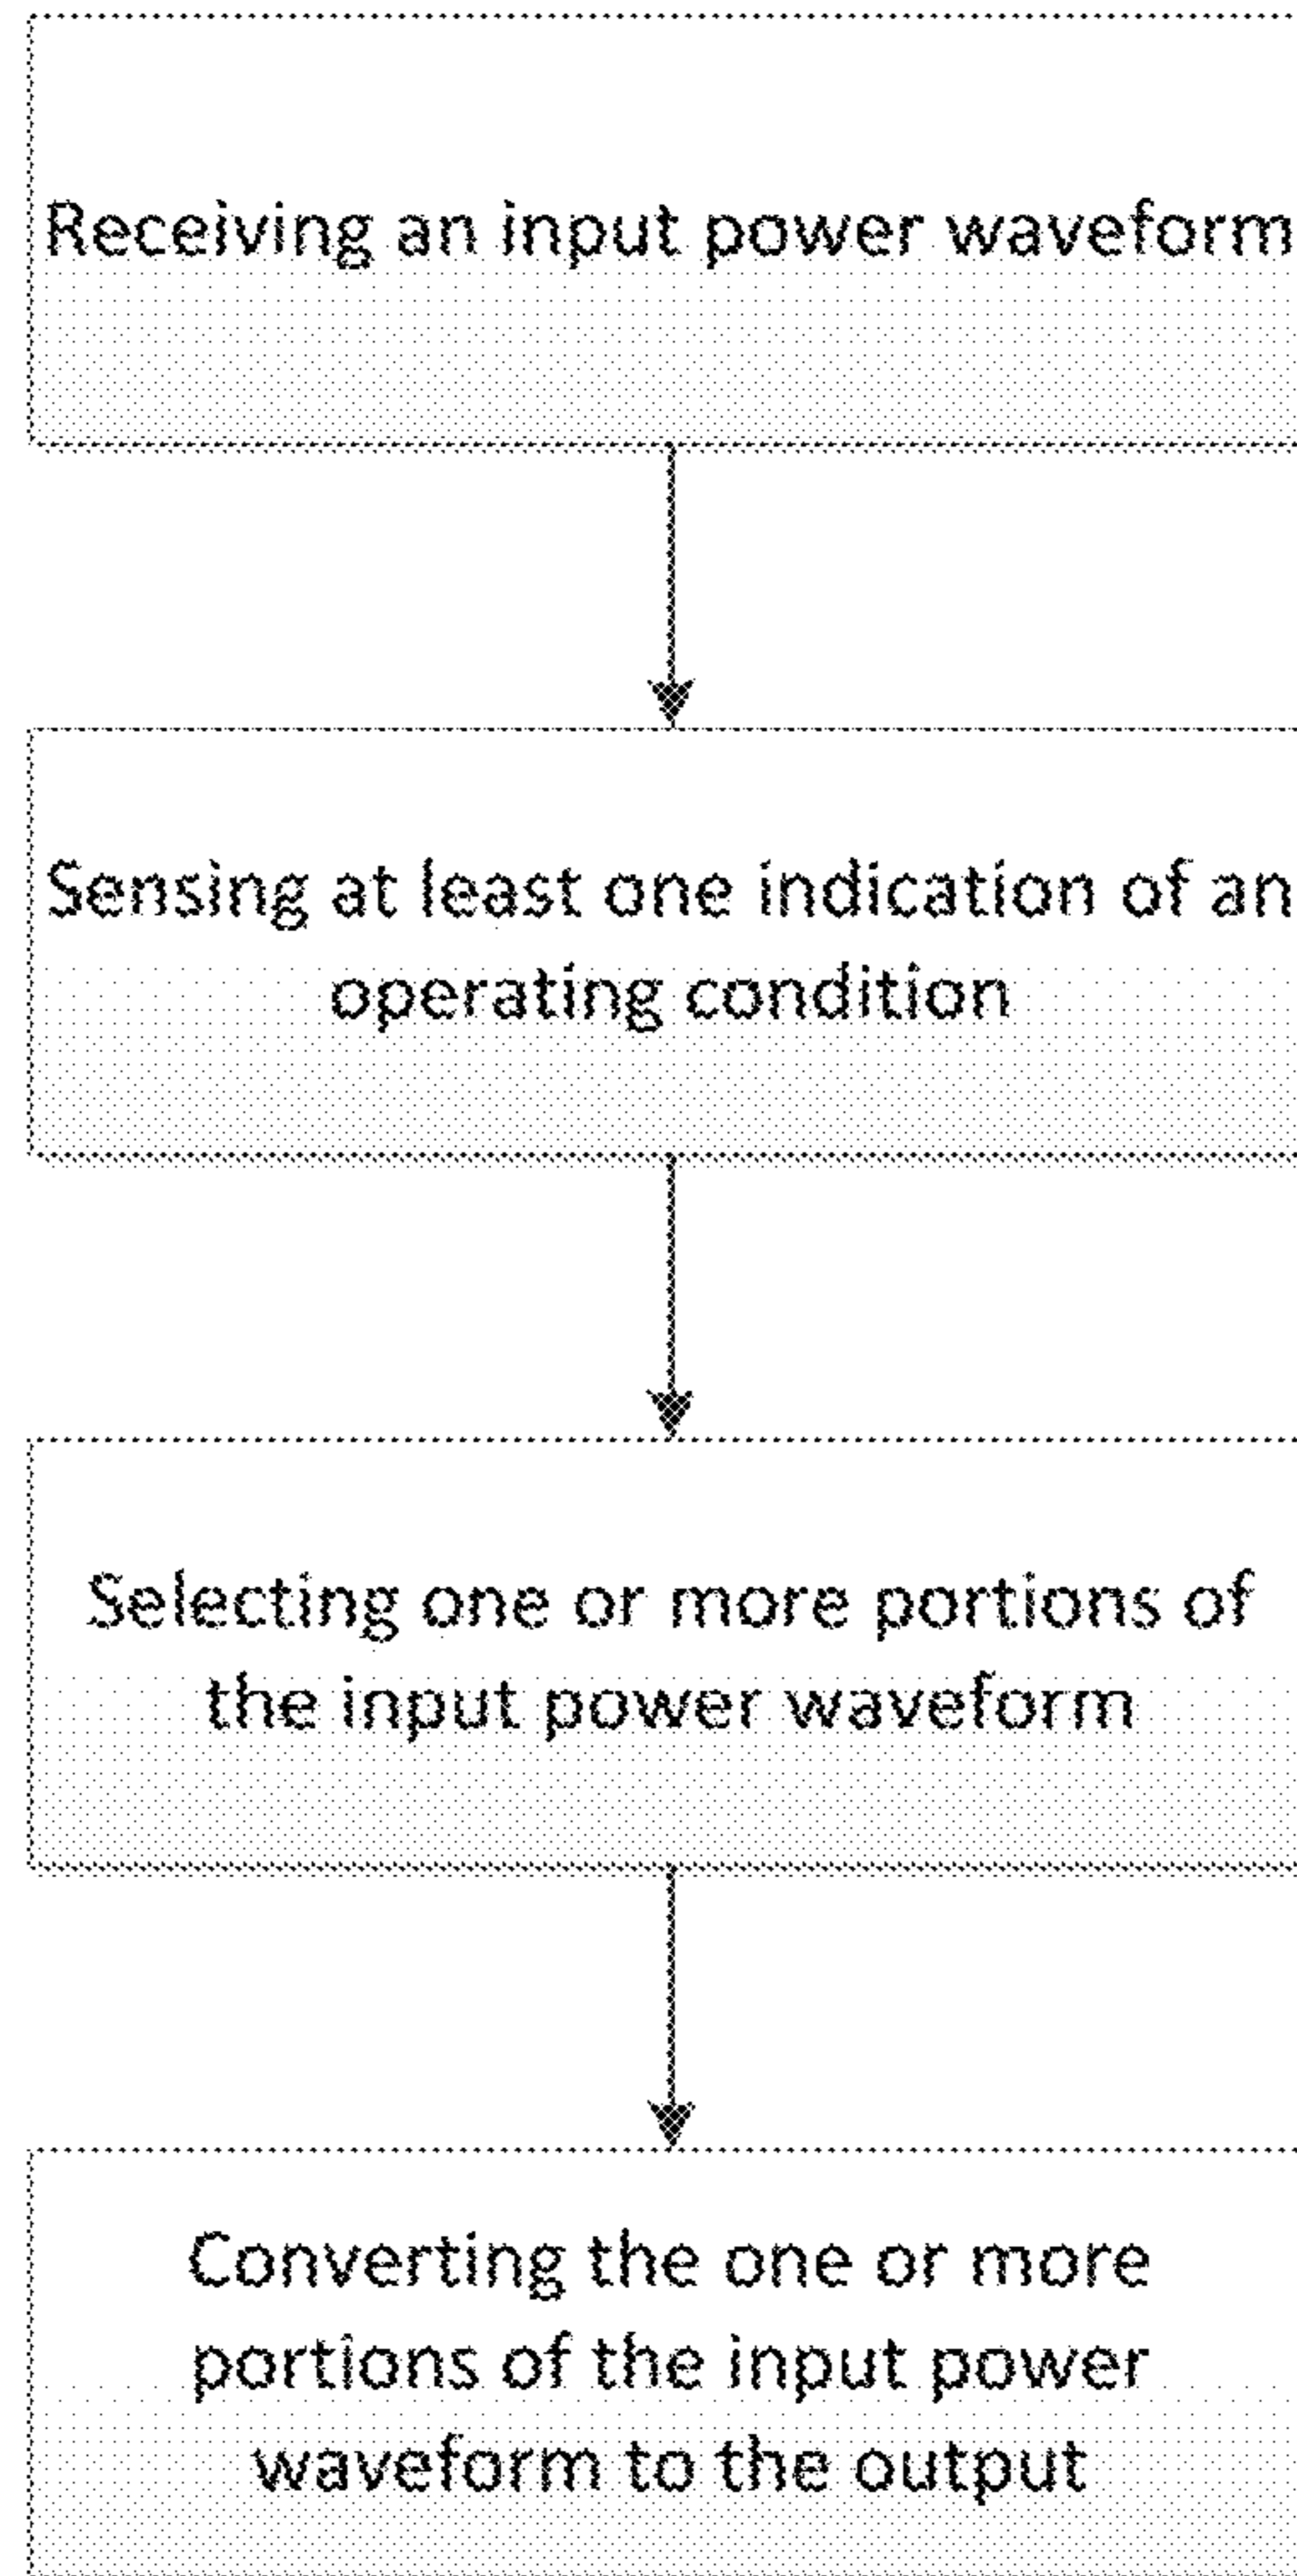 Receiving an input power waveform
Sensing at least one indication of an
operating condition
Selecting one or more portions of
the input power waveform
Converting the one or more
portions of the input power
waveform to the output